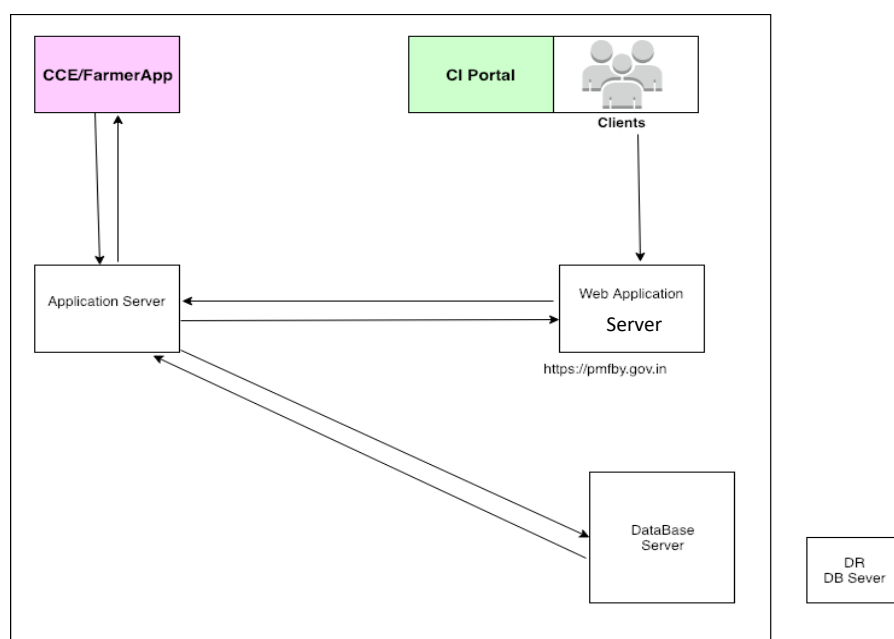 CCE/FarmerApp
CI Portal
Clients
Application Server
Web Application
Server
https://pmfby.gov.in
DataBase
Server
DR
DB Sever